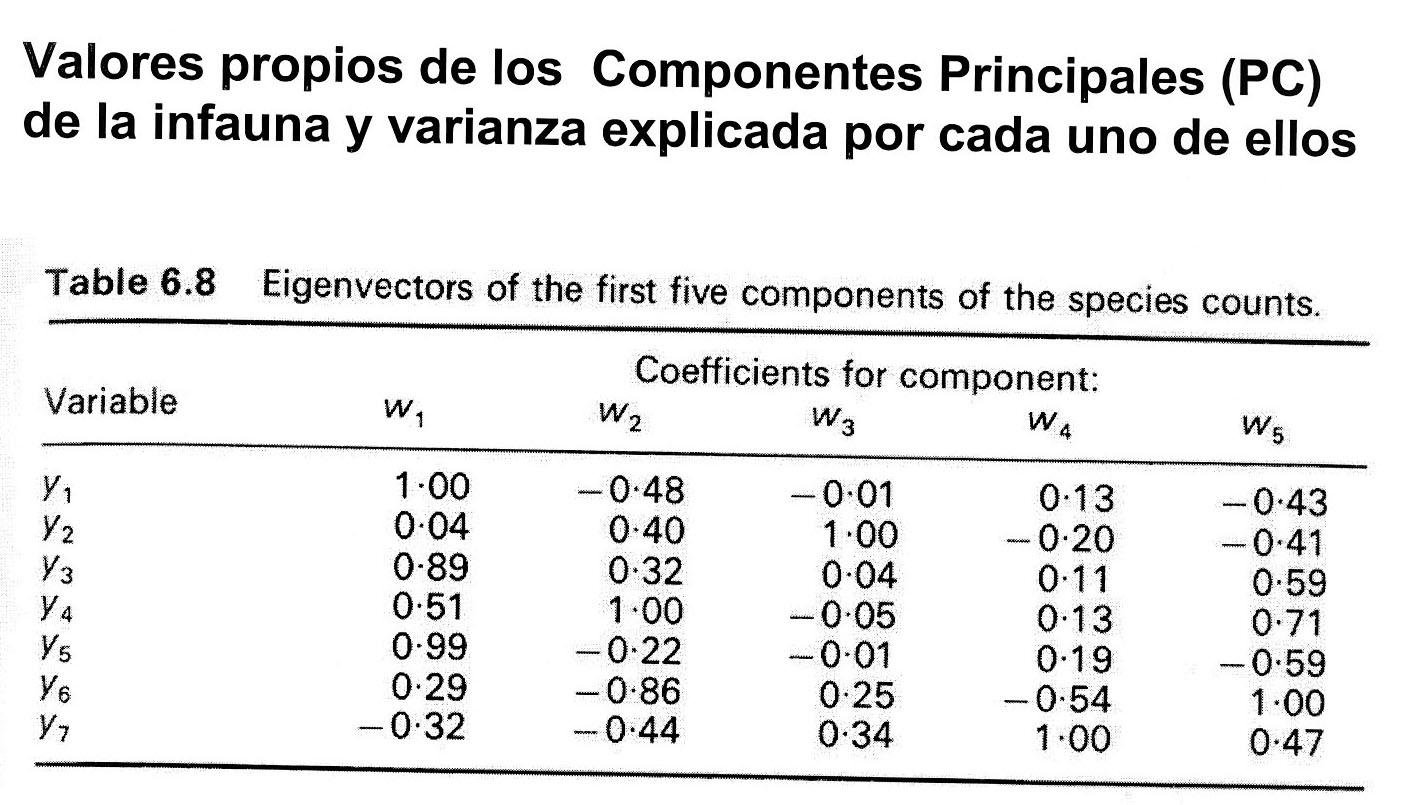 Valores propios de los Componentes Principales (PC)
de la infauna y varianza explicada por cada uno de ellos
Table 6.8 Eigenvectors of the first five components of the species counts.
Coefficients for component:
Variable w₁ w₂ w₃ w₄ w₅
y₁ 1·00 −0·48 −0·01 0·13 −0·43
y₂ 0·04 0·40 1·00 −0·20 −0·41
y₃ 0·89 0·32 0·04 0·11 0·59
y₄ 0·51 1·00 −0·05 0·13 0·71
y₅ 0·99 −0·22 −0·01 0·19 −0·59
y₆ 0·29 −0·86 0·25 −0·54 1·00
y₇ −0·32 −0·44 0·34 1·00 0·47